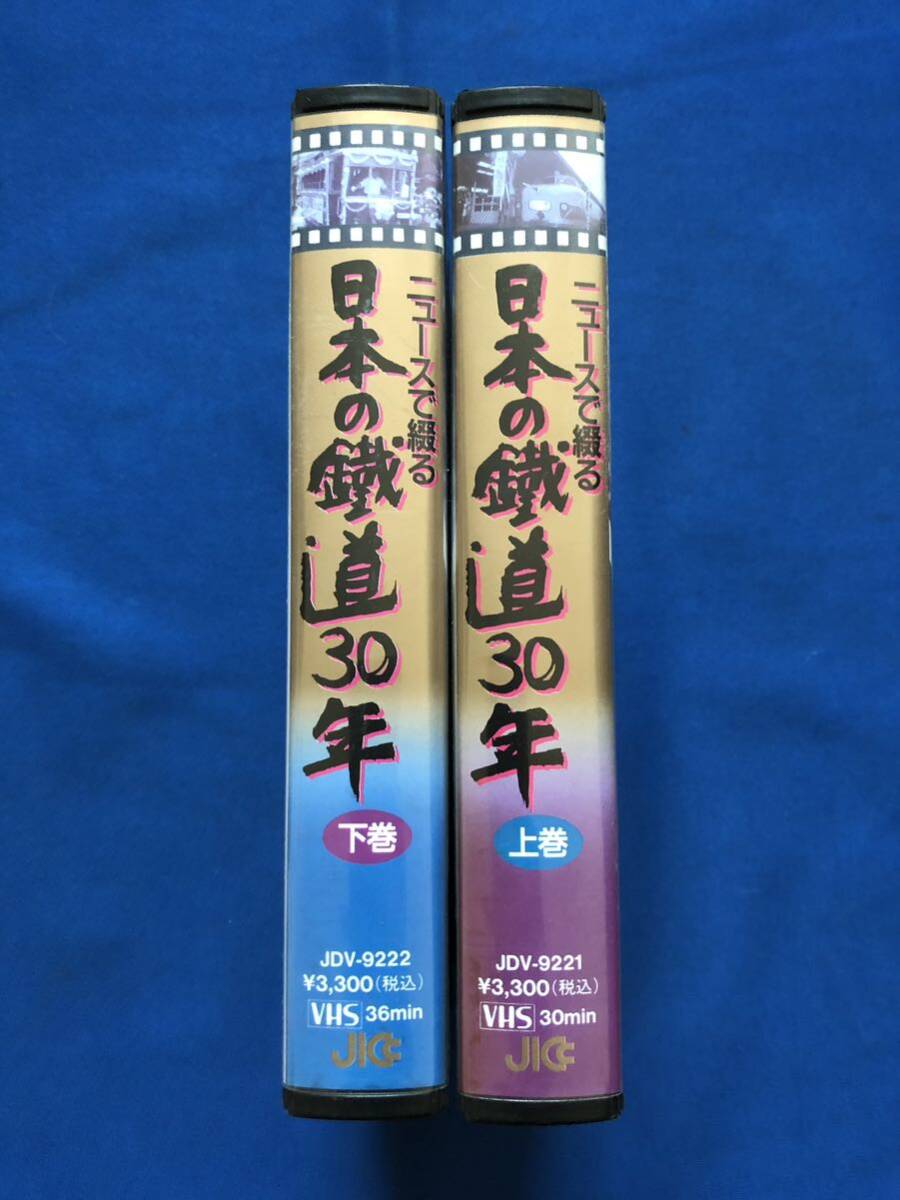 ニュースで綴る
日本の鐵道30年
下巻
JDV-9222
¥3,300(税込)
VHS 36min
JICC
ニュースで綴る
日本の鐵道30年
上巻
JDV-9221
¥3,300(税込)
VHS 30min
JICC